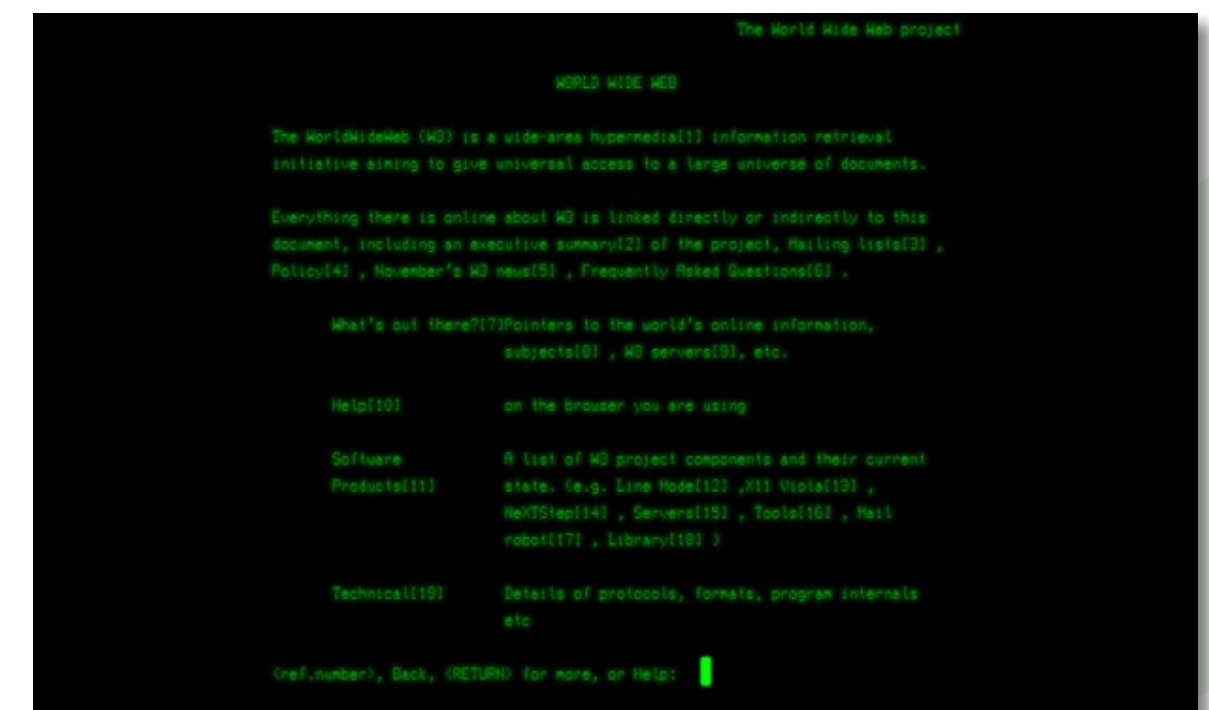 The World Wide Web project
WORLD WIDE WEB
The WorldWideWeb (W3) is a wide-area hypermedia[1] information retrieval
initiative aiming to give universal access to a large universe of documents.
Everything there is online about W3 is linked directly or indirectly to this
document, including an executive summary[2] of the project, Mailing lists[3] ,
Policy[4] , November's W3 news[5] , Frequently Asked Questions[6] .
What's out there?[7]Pointers to the world's online information,
subjects[8] , W3 servers[9], etc.
Help[10] on the browser you are using
Software A list of W3 project components and their current
Products[11] state. (e.g. Line Mode[12] ,X11 Viola[13] ,
NeXTStep[14] , Servers[15] , Tools[16] , Mail
robot[17] , Library[18] )
Technical[19] Details of protocols, formats, program internals
etc
<ref.number>, Back, <RETURN> for more, or Help: